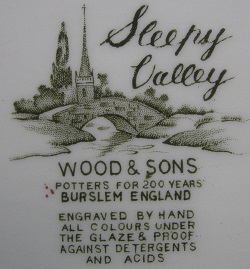 Sleepy
Valley
WOOD & SONS
POTTERS FOR 200 YEARS
BURSLEM ENGLAND
ENGRAVED BY HAND
ALL COLOURS UNDER
THE GLAZE & PROOF
AGAINST DETERGENTS
AND ACIDS